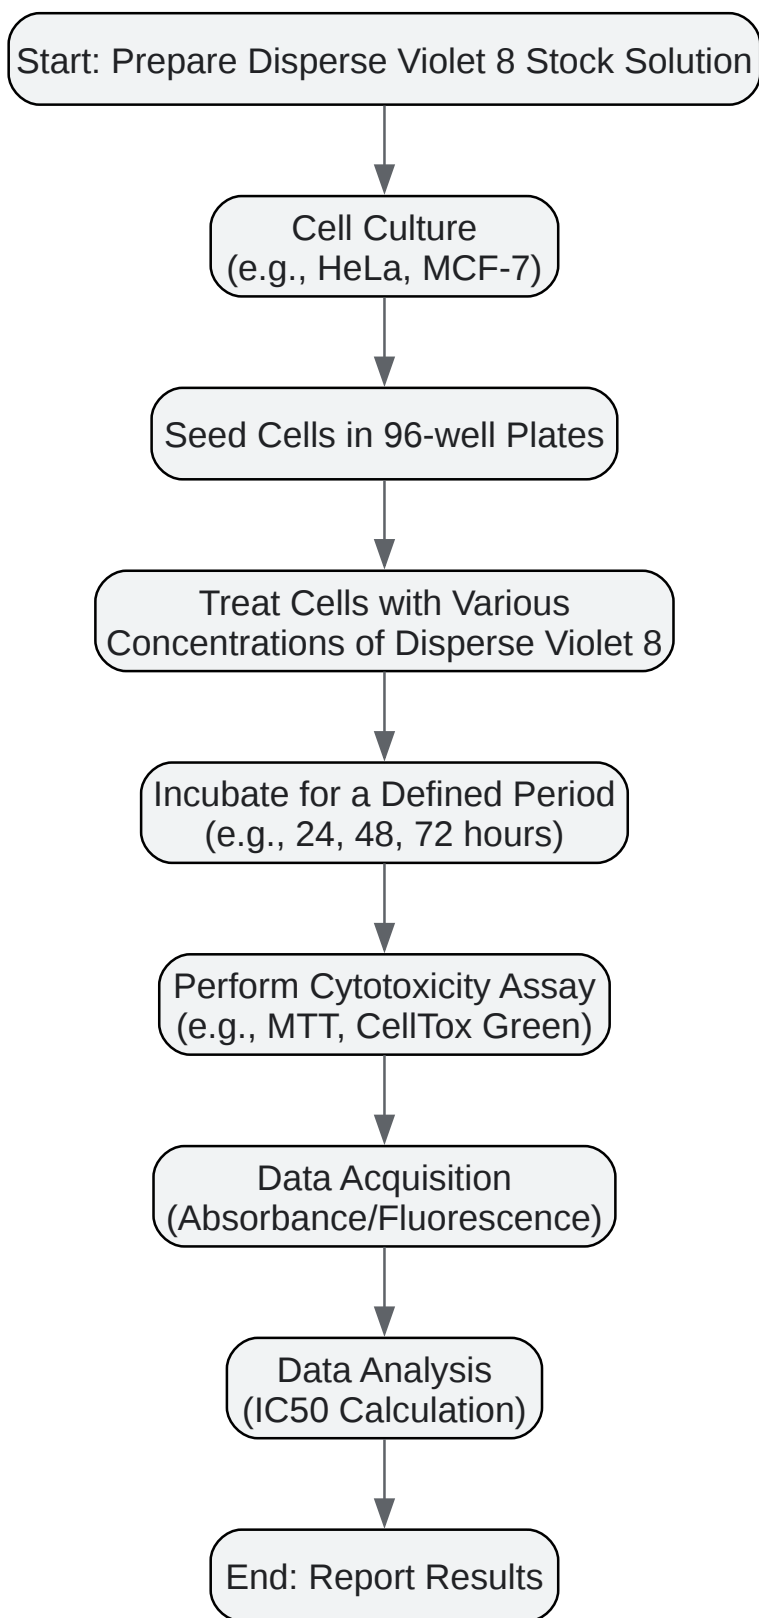 Start: Prepare Disperse Violet 8 Stock Solution
Cell Culture
(e.g., HeLa, MCF-7)
Seed Cells in 96-well Plates
Treat Cells with Various
Concentrations of Disperse Violet 8
Incubate for a Defined Period
(e.g., 24, 48, 72 hours)
Perform Cytotoxicity Assay
(e.g., MTT, CellTox Green)
Data Acquisition
(Absorbance/Fluorescence)
Data Analysis
(IC50 Calculation)
End: Report Results